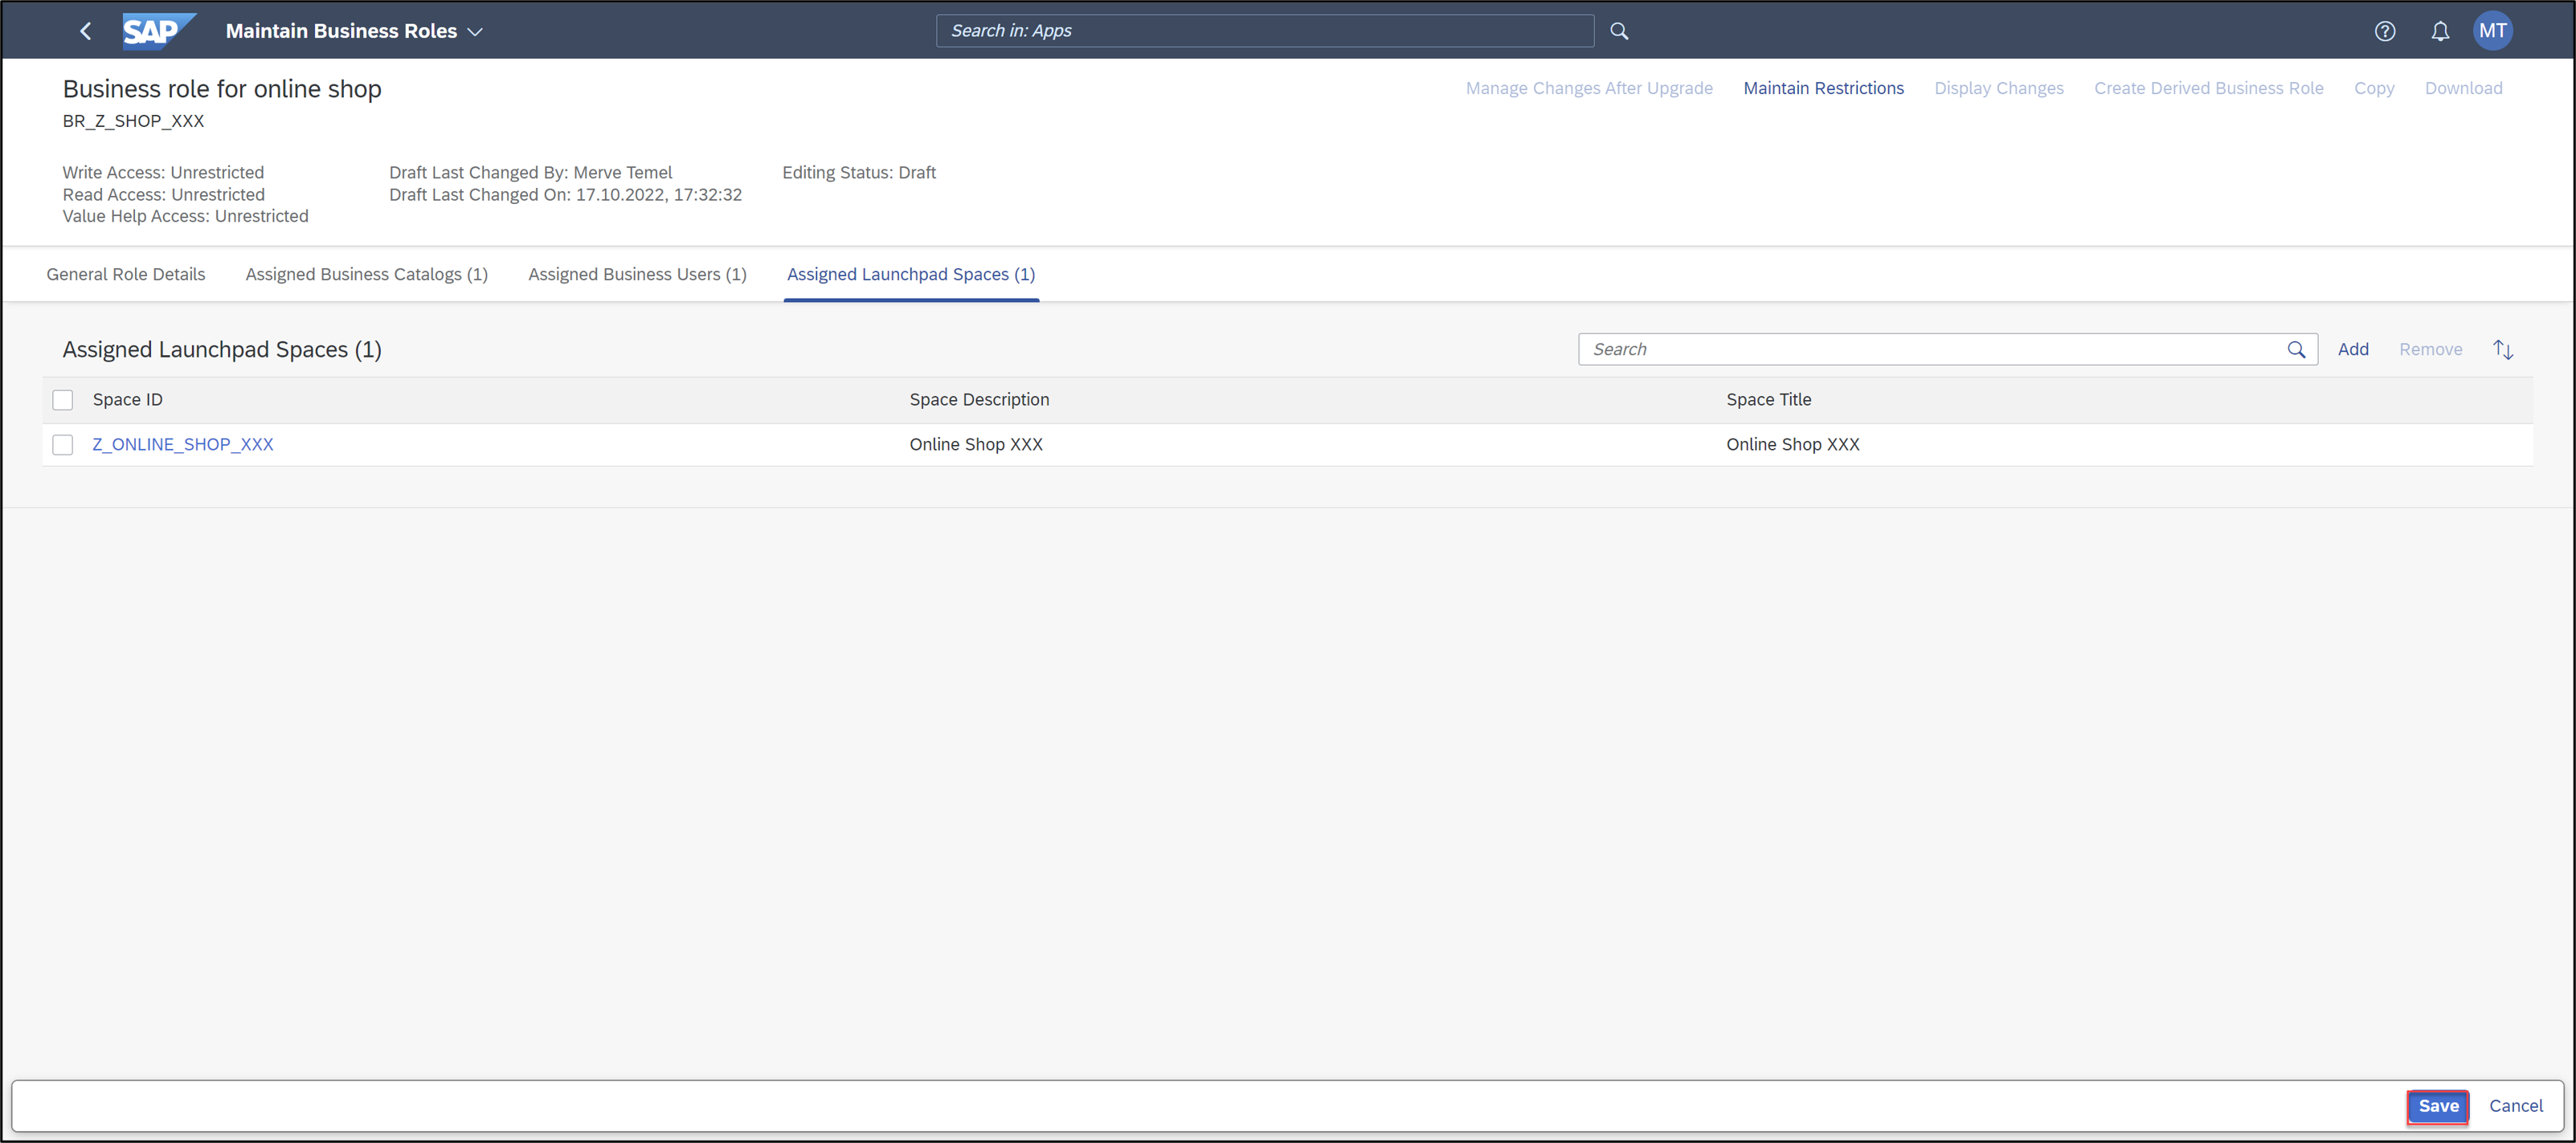 SAP Maintain Business Roles Search in: Apps MT
Business role for online shop Manage Changes After Upgrade Maintain Restrictions Display Changes Create Derived Business Role Copy Download
BR_Z_SHOP_XXX
Write Access: Unrestricted Draft Last Changed By: Merve Temel Editing Status: Draft
Read Access: Unrestricted Draft Last Changed On: 17.10.2022, 17:32:32
Value Help Access: Unrestricted
General Role Details Assigned Business Catalogs (1) Assigned Business Users (1) Assigned Launchpad Spaces (1)
Assigned Launchpad Spaces (1) Search Add Remove
Space ID Space Description Space Title
Z_ONLINE_SHOP_XXX Online Shop XXX Online Shop XXX
Save Cancel